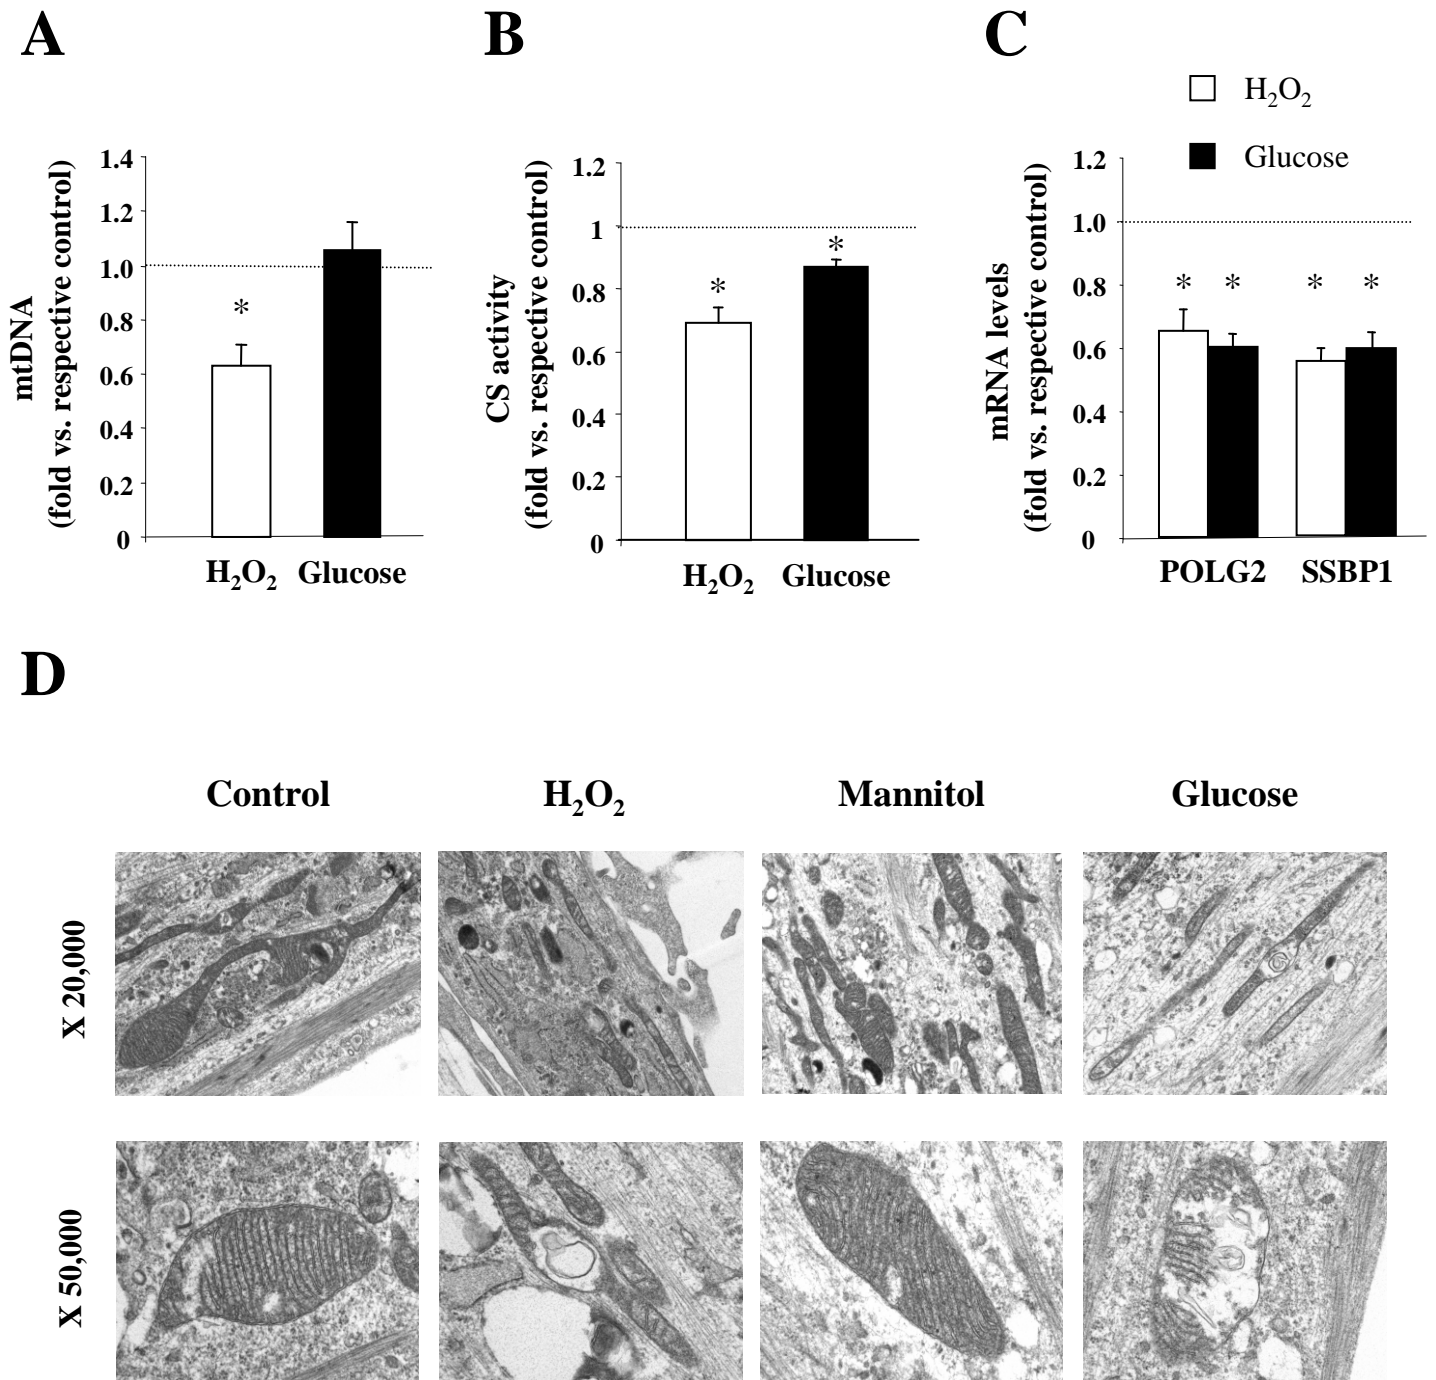 A
B
C
H₂O₂
Glucose
mtDNA
(fold vs. respective control)
1.4
1.2
1.0
0.8
0.6
0.4
0.2
0
*
H₂O₂ Glucose
CS activity
(fold vs. respective control)
1.2
1
0.8
0.6
0.4
0.2
0
* *
H₂O₂ Glucose
mRNA levels
(fold vs. respective control)
1.2
1.0
0.8
0.6
0.4
0.2
0
* * * *
POLG2 SSBP1
D
Control H₂O₂ Mannitol Glucose
X 20,000
X 50,000